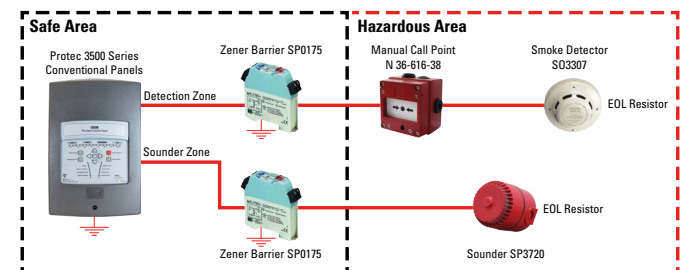 Safe Area
Hazardous Area
Protec 3500 Series
Conventional Panels
Zener Barrier SP0175
Manual Call Point
N 36-616-38
Smoke Detector
SO3307
Detection Zone
EOL Resistor
Sounder Zone
EOL Resistor
Zener Barrier SP0175
Sounder SP3720